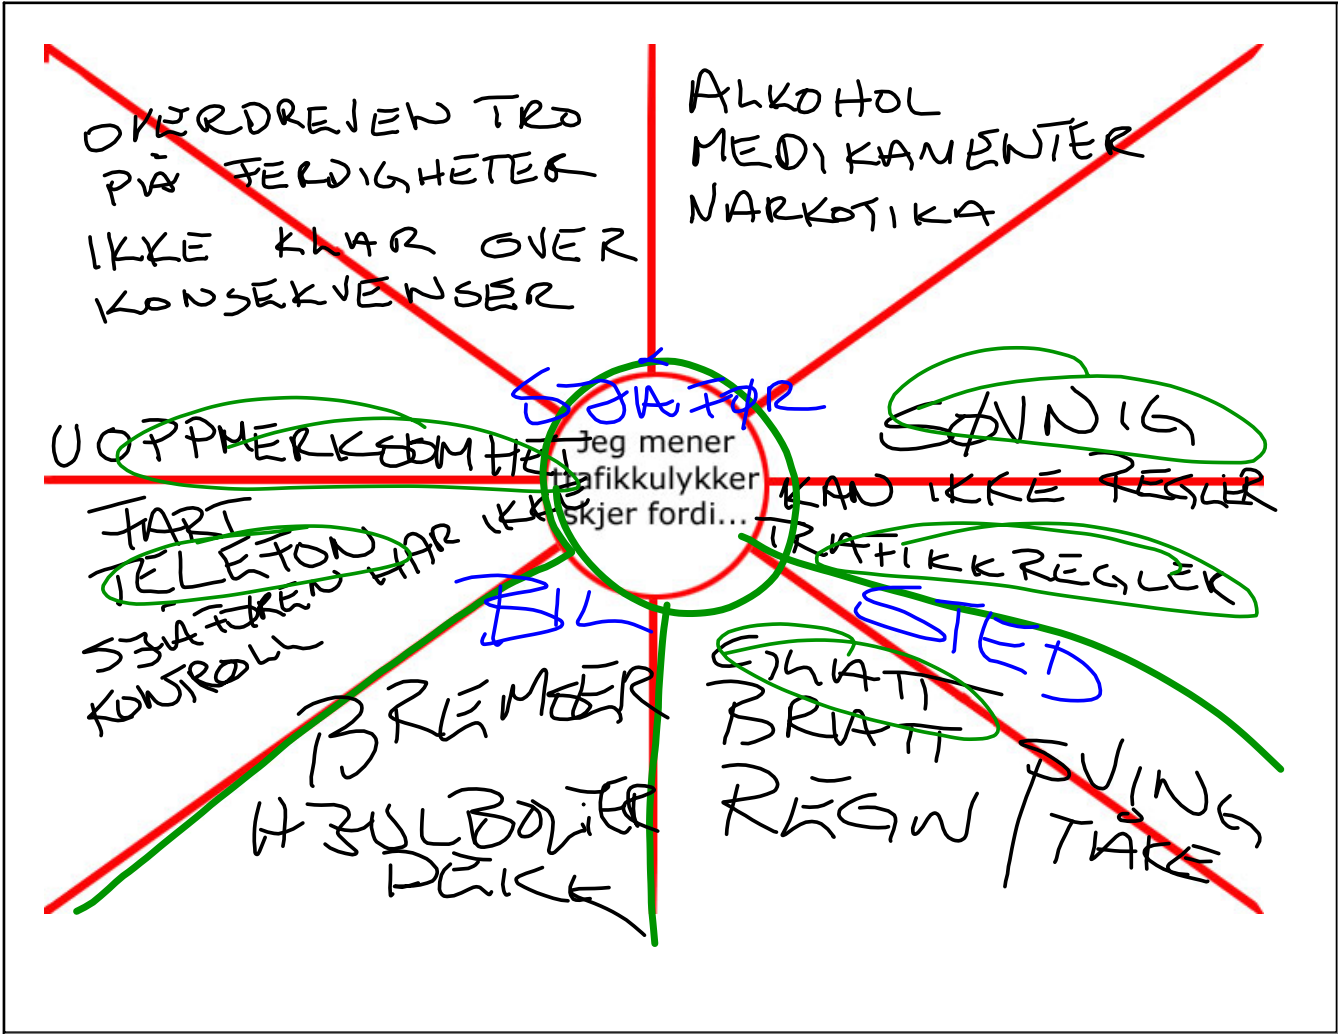 OVERDREVEN TRO
PÅ FERDIGHETER
IKKE KLAR OVER
KONSEKVENSER
ALKOHOL
MEDIKAMENTER
NARKOTIKA
SJÅFØR
Jeg mener
trafikkulykker
skjer fordi...
UOPPMERKSOMHET
FART
TELEFON
SJÅFØREN HAR IKKE
KONTROLL
SØVNIG
KAN IKKE REGLER
TRAFIKKREGLER
BIL
BREMSER
HJULBOLTER
DEKK
STED
GLATT
BRATT
REGN
SVING
TÅKE